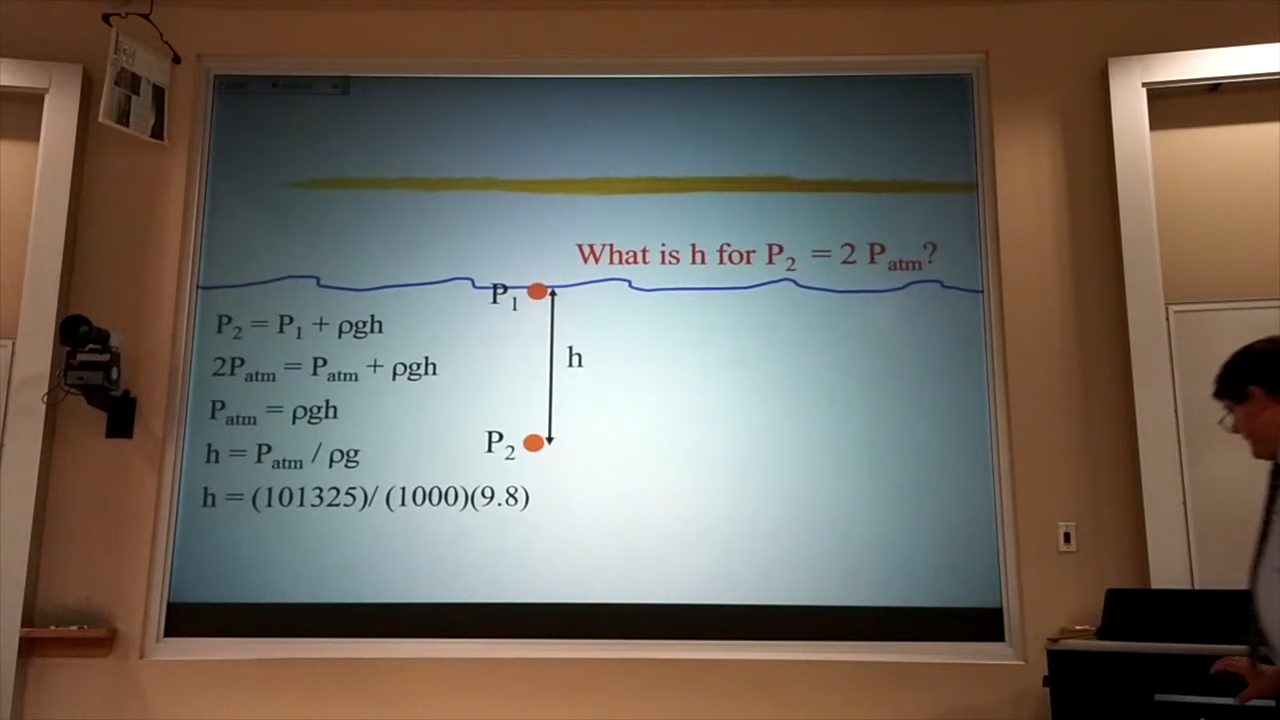 What is h for P₂ = 2 Pₐₜₘ?
P₁
P₂ = P₁ + ρgh
2Pₐₜₘ = Pₐₜₘ + ρgh
h
Pₐₜₘ = ρgh
P₂
h = Pₐₜₘ / ρg
h = (101325)/ (1000)(9.8)